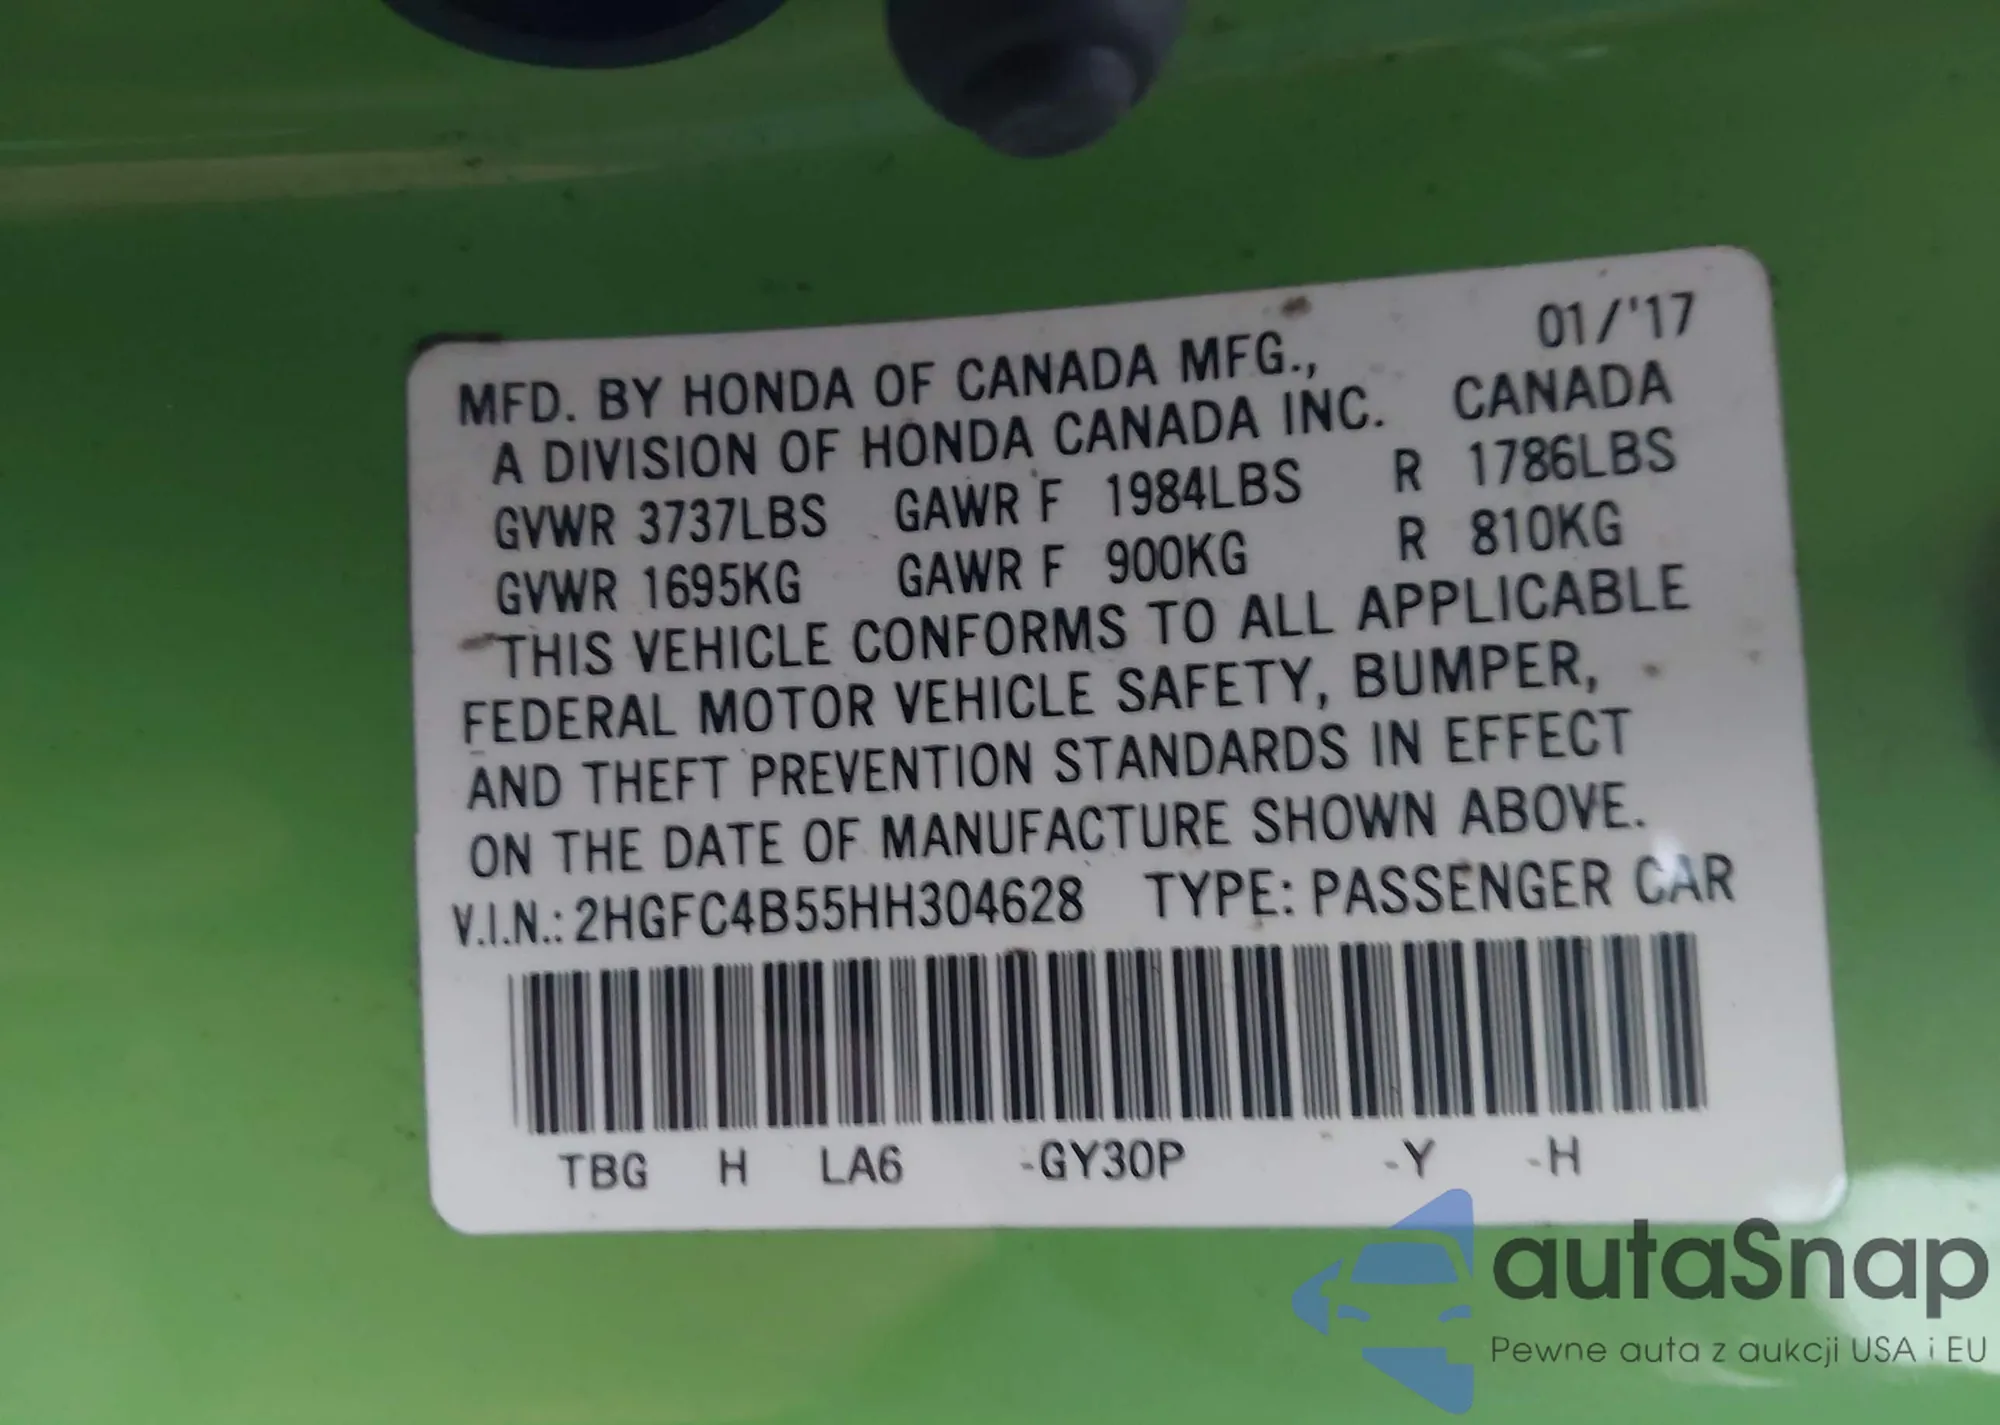 01/'17
MFD. BY HONDA OF CANADA MFG.,
A DIVISION OF HONDA CANADA INC. CANADA
GVWR 3737LBS GAWR F 1984LBS R 1786LBS
GVWR 1695KG GAWR F 900KG R 810KG
THIS VEHICLE CONFORMS TO ALL APPLICABLE
FEDERAL MOTOR VEHICLE SAFETY, BUMPER,
AND THEFT PREVENTION STANDARDS IN EFFECT
ON THE DATE OF MANUFACTURE SHOWN ABOVE.
V.I.N.: 2HGFC4B55HH304628 TYPE: PASSENGER CAR
TBG H LA6 -GY30P -Y -H
autaSnap
Pewne auta z aukcji USA i EU